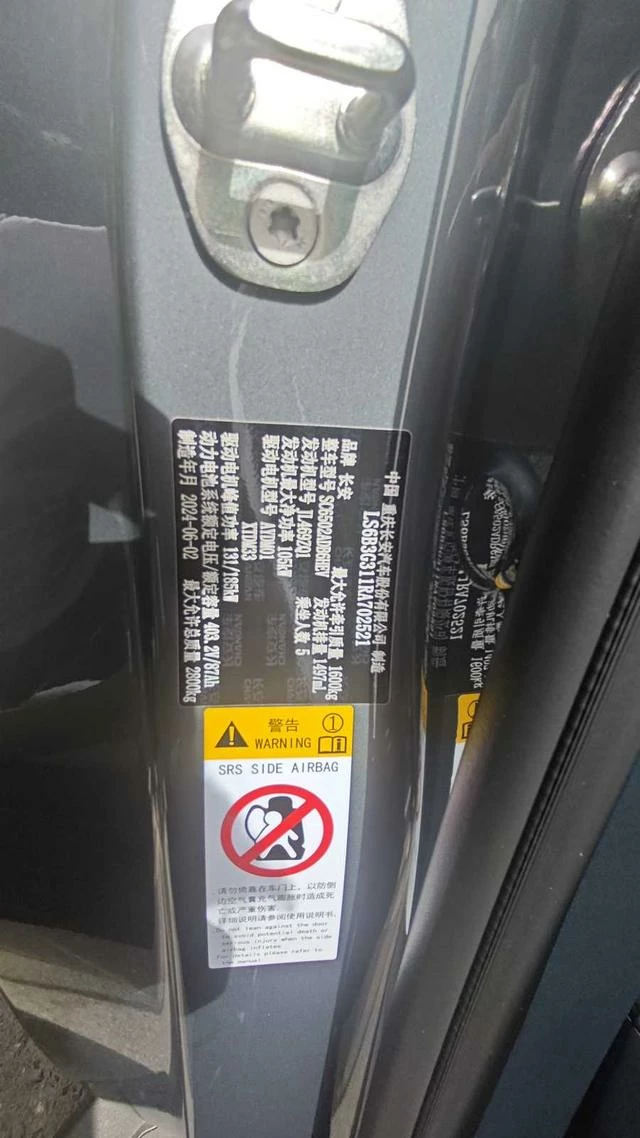 中国 重庆长安汽车股份有限公司 制造
LS6B3G311RA702521
品牌 长安 最大允许牵引质量 1600kg
整车型号 SC6502ADB6HEV 发动机排量 1497mL
发动机型号 JL469ZQ1 乘坐人数 5
发动机最大净功率 105kW
驱动电机型号 XTDM33
驱动电机峰值功率 131/185kW
动力电池系统额定电压/额定容量 403.2V/87Ah
制造年月 2024-06-02 最大允许总质量 2800kg
警告 ①
WARNING
SRS SIDE AIRBAG
请勿倚靠在车门上，以防侧
边空气囊充气膨胀时造成死
亡或严重伤害.
详细说明请参阅使用说明书.
Do not lean against the door
to avoid potential death or
serious injury when the side
airbag inflates
For details please refer to
the manual